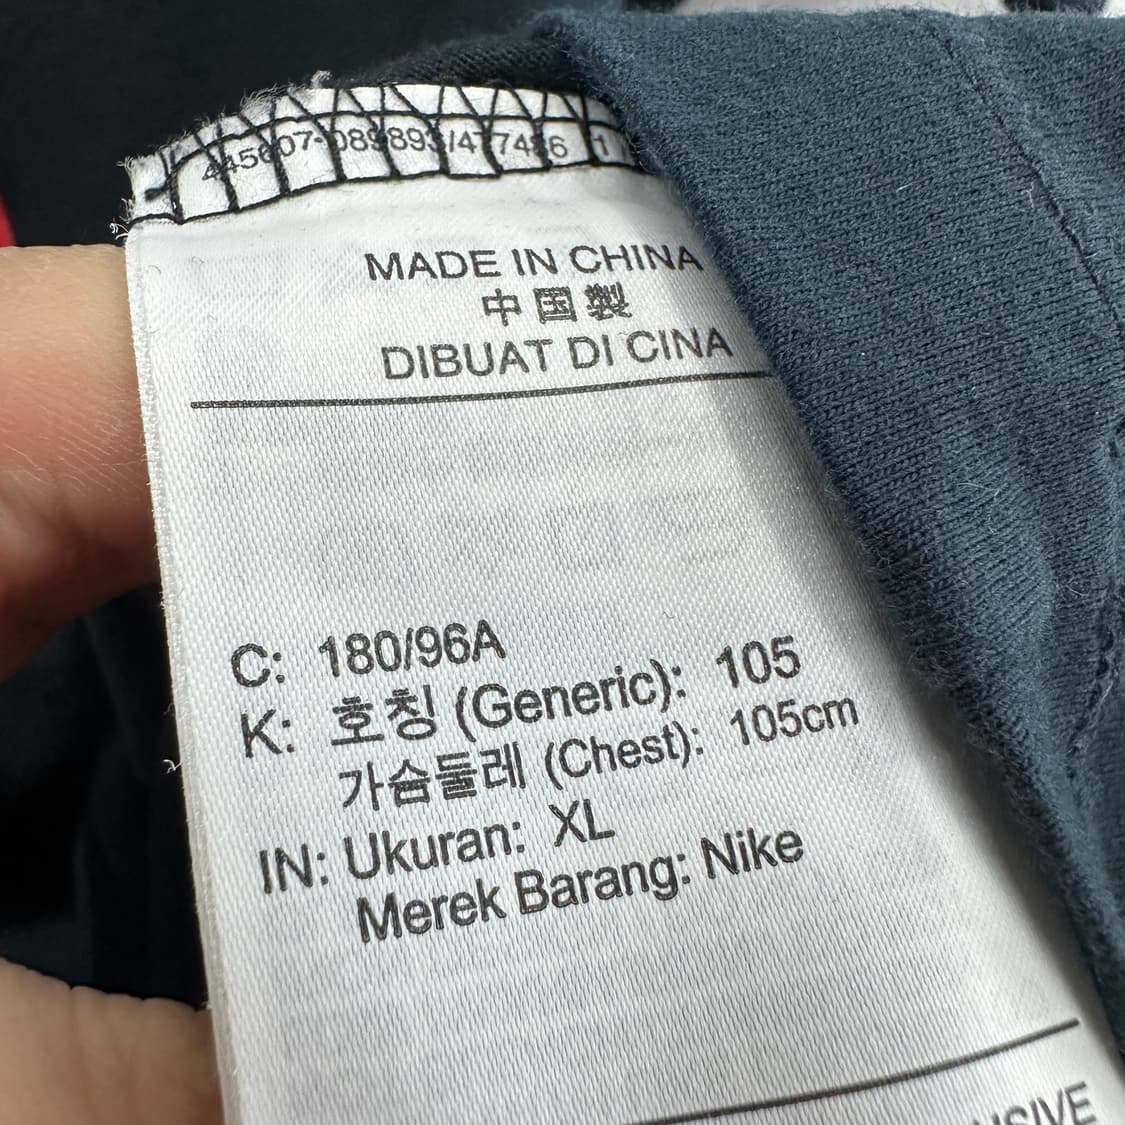 MADE IN CHINA
中国製
DIBUAT DI CINA
C: 180/96A
K: 호칭 (Generic): 105
가슴둘레 (Chest): 105cm
IN: Ukuran: XL
Merek Barang: Nike